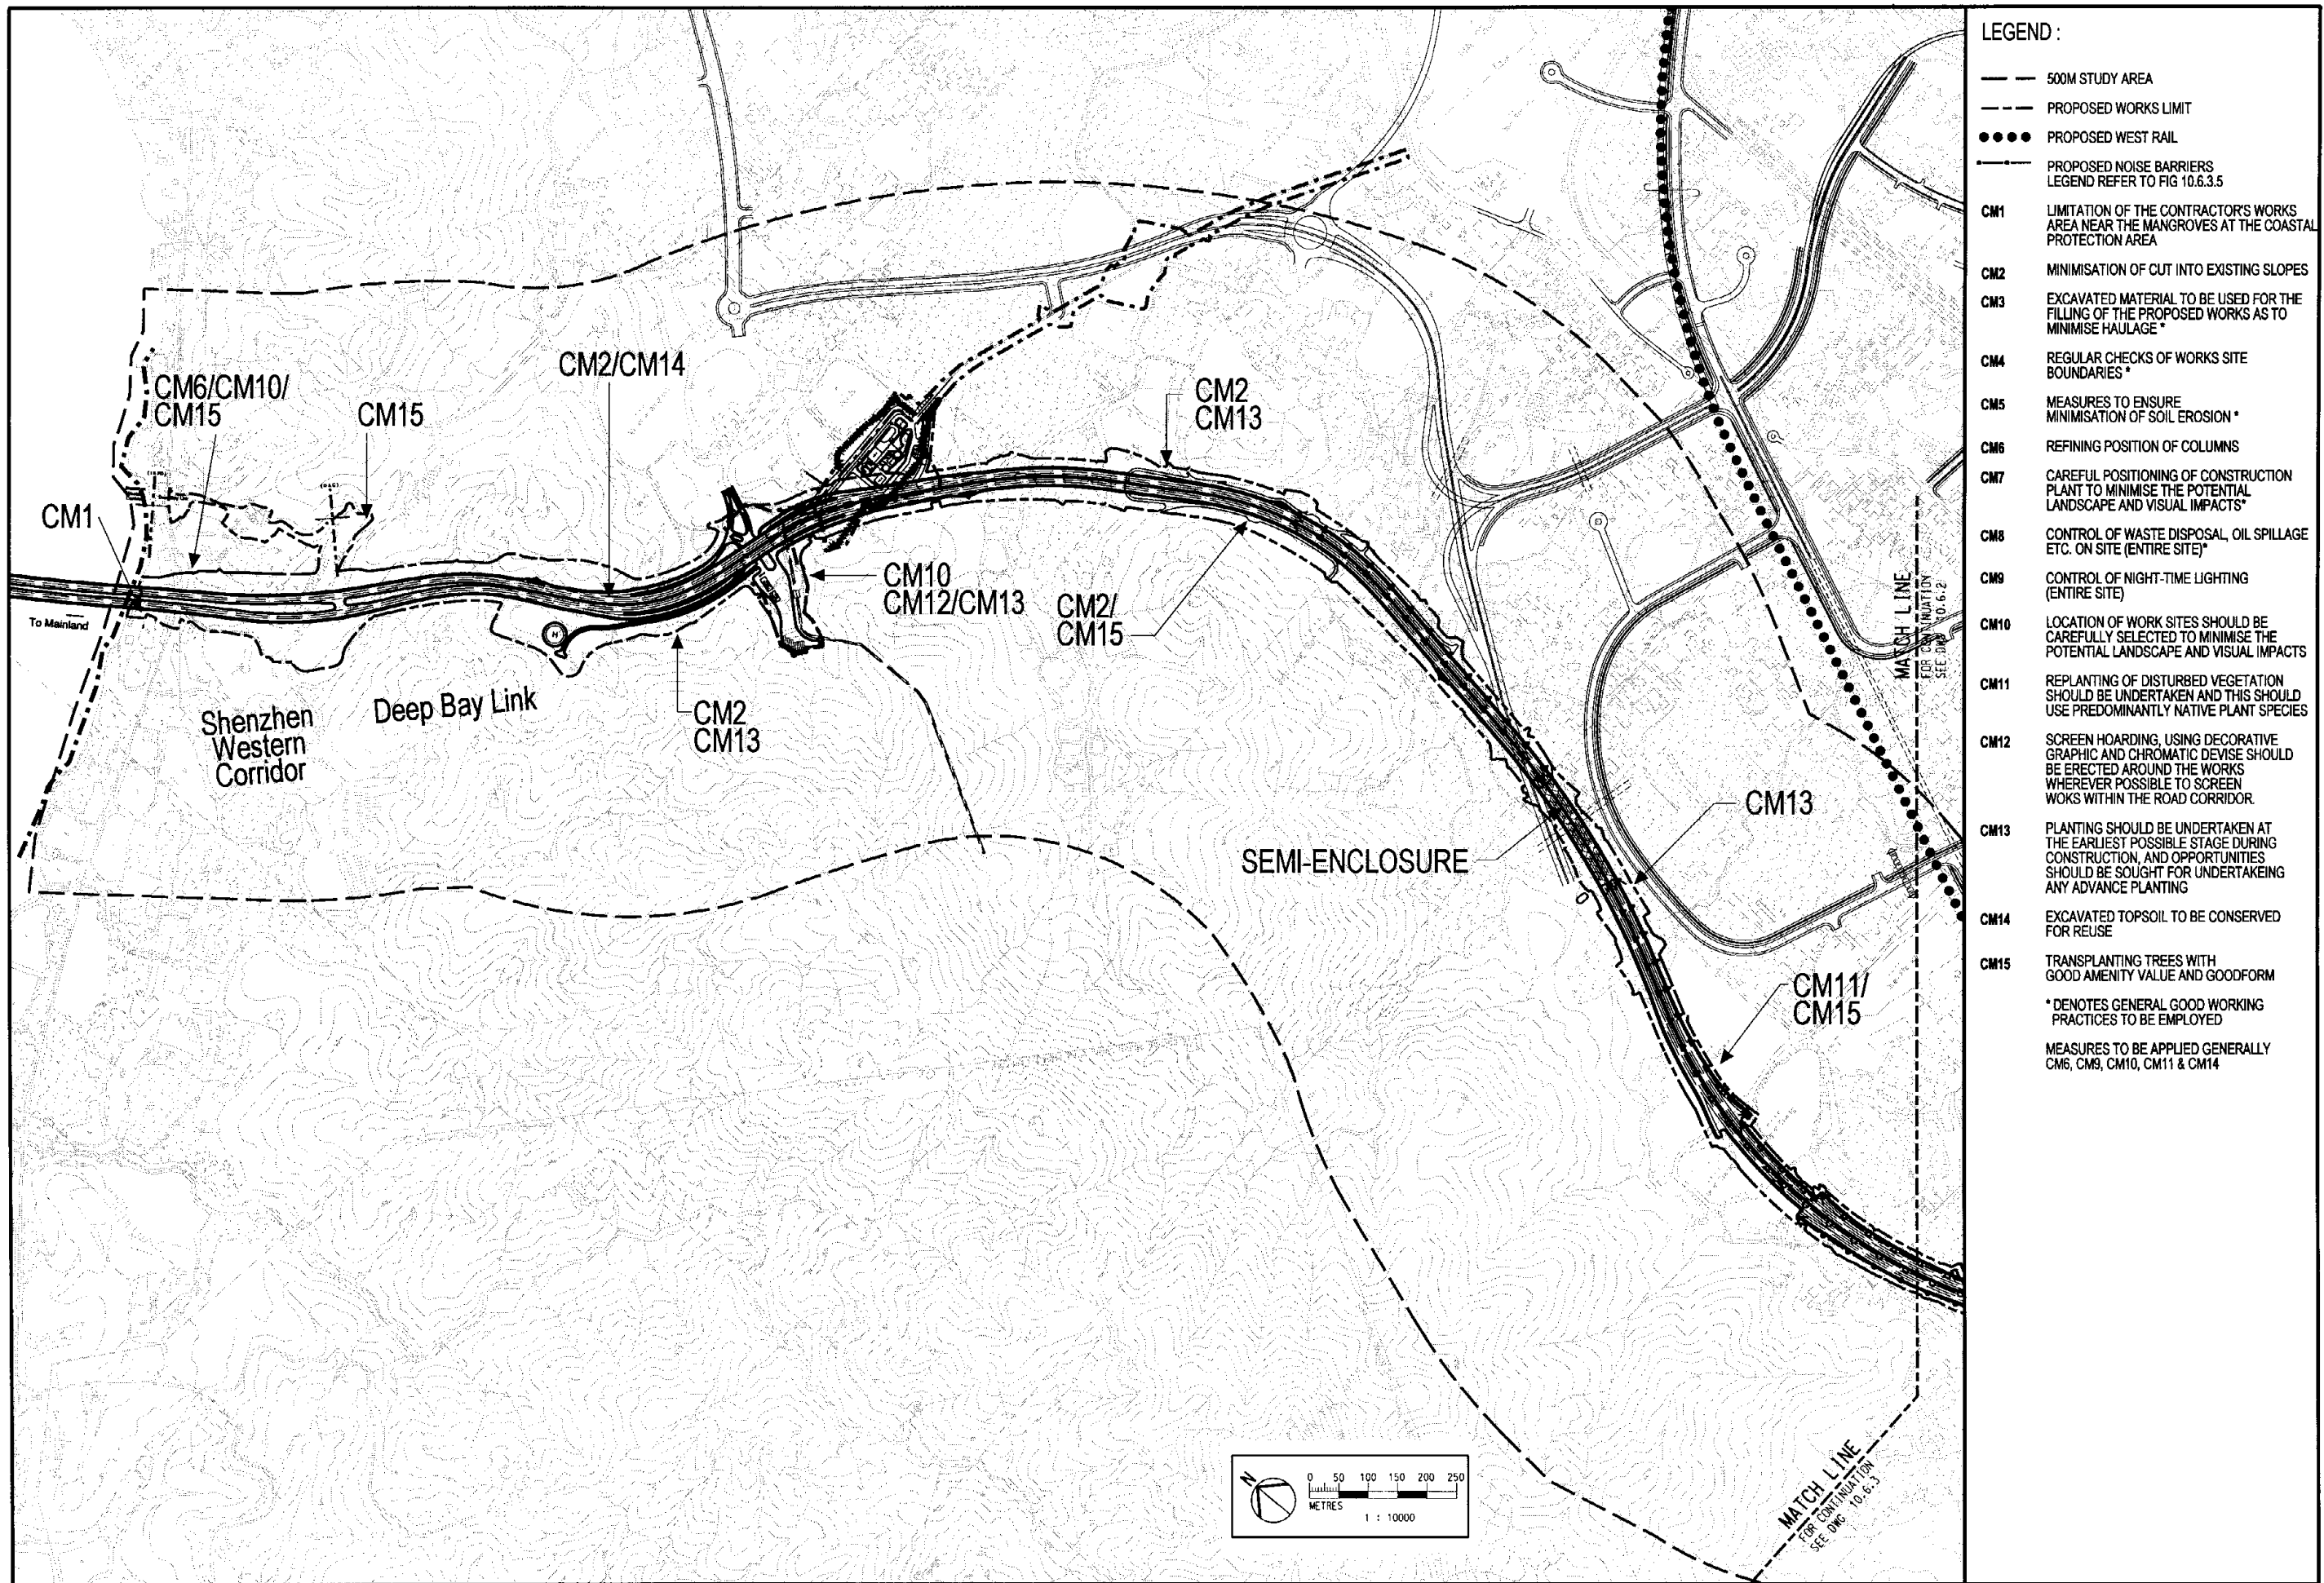 CM6/CM10/
CM15
CM15
CM1
To Mainland
CM2/CM14
CM2
CM13
CM10
CM12/CM13
CM2/
CM15
CM2
CM13
Shenzhen
Western
Corridor
Deep Bay Link
H
SEMI-ENCLOSURE
CM13
CM11/
CM15
MATCH LINE
FOR CONTINUATION
SEE DWG 10.6.2
MATCH LINE
FOR CONTINUATION
SEE DWG 10.6.3
N
0 50 100 150 200 250
METRES
1 : 10000
LEGEND :
500M STUDY AREA
PROPOSED WORKS LIMIT
PROPOSED WEST RAIL
PROPOSED NOISE BARRIERS
LEGEND REFER TO FIG 10.6.3.5
CM1 LIMITATION OF THE CONTRACTOR'S WORKS
AREA NEAR THE MANGROVES AT THE COASTAL
PROTECTION AREA
CM2 MINIMISATION OF CUT INTO EXISTING SLOPES
CM3 EXCAVATED MATERIAL TO BE USED FOR THE
FILLING OF THE PROPOSED WORKS AS TO
MINIMISE HAULAGE *
CM4 REGULAR CHECKS OF WORKS SITE
BOUNDARIES *
CM5 MEASURES TO ENSURE
MINIMISATION OF SOIL EROSION *
CM6 REFINING POSITION OF COLUMNS
CM7 CAREFUL POSITIONING OF CONSTRUCTION
PLANT TO MINIMISE THE POTENTIAL
LANDSCAPE AND VISUAL IMPACTS*
CM8 CONTROL OF WASTE DISPOSAL, OIL SPILLAGE
ETC. ON SITE (ENTIRE SITE)*
CM9 CONTROL OF NIGHT-TIME LIGHTING
(ENTIRE SITE)
CM10 LOCATION OF WORK SITES SHOULD BE
CAREFULLY SELECTED TO MINIMISE THE
POTENTIAL LANDSCAPE AND VISUAL IMPACTS
CM11 REPLANTING OF DISTURBED VEGETATION
SHOULD BE UNDERTAKEN AND THIS SHOULD
USE PREDOMINANTLY NATIVE PLANT SPECIES
CM12 SCREEN HOARDING, USING DECORATIVE
GRAPHIC AND CHROMATIC DEVISE SHOULD
BE ERECTED AROUND THE WORKS
WHEREVER POSSIBLE TO SCREEN
WOKS WITHIN THE ROAD CORRIDOR.
CM13 PLANTING SHOULD BE UNDERTAKEN AT
THE EARLIEST POSSIBLE STAGE DURING
CONSTRUCTION, AND OPPORTUNITIES
SHOULD BE SOUGHT FOR UNDERTAKEING
ANY ADVANCE PLANTING
CM14 EXCAVATED TOPSOIL TO BE CONSERVED
FOR REUSE
CM15 TRANSPLANTING TREES WITH
GOOD AMENITY VALUE AND GOODFORM
* DENOTES GENERAL GOOD WORKING
PRACTICES TO BE EMPLOYED
MEASURES TO BE APPLIED GENERALLY
CM6, CM9, CM10, CM11 & CM14